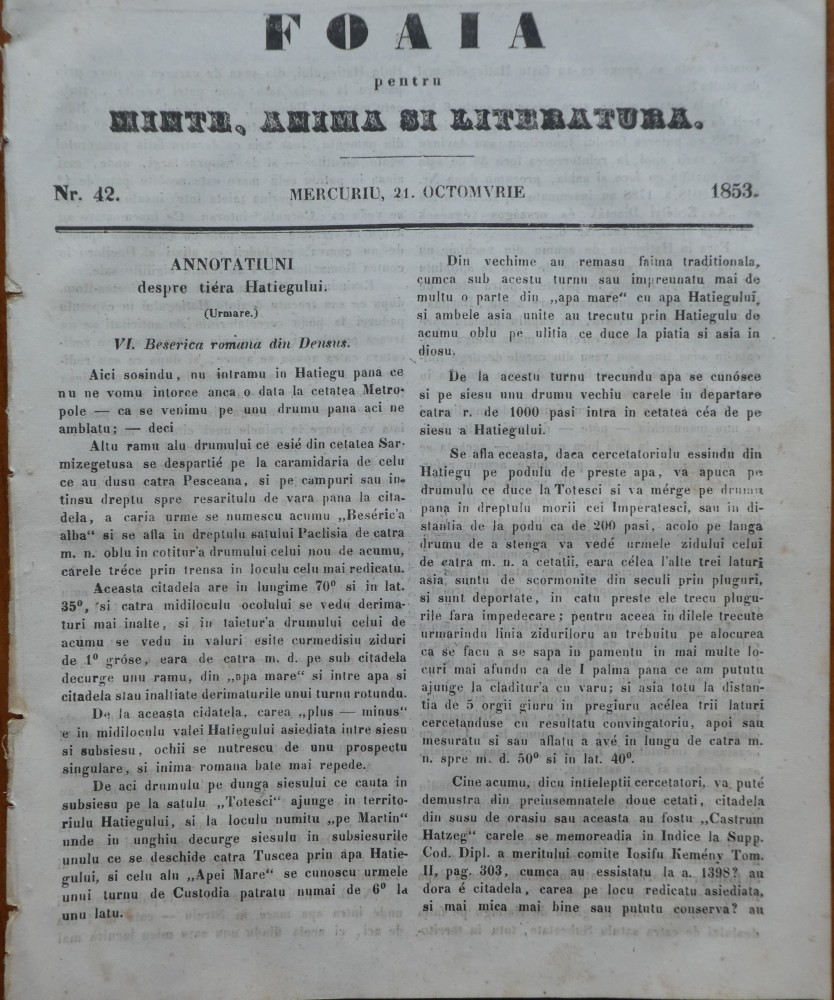 FOAIA
pentru
MINTE, ANIMA SI LITERATURA.
Nr. 42.
MERCURIU, 21. OCTOMVRIE
1853.
ANNOTATIUNI
despre tiéra Hatiegului.
(Urmare.)
VI. Beserica romana din Densus.
Aici sosindu, nu intramu in Hatiegu pana ce
nu ne vomu intorce anca o data la cetatea Metro-
pole — ca se venimu pe unu drumu pana aci ne
amblatu; — deci
Altu ramu alu drumului ce esié din cetatea Sar-
mizegetusa se despartié pe la caramidaria de celu
ce au dusu catra Pesceana, si pe campuri sau in-
tinsu dreptu spre resaritulu de vara pana la cita-
dela, a caria urme se numescu acumu „Beséric'a
alba“ si se afla in dreptulu satului Paclisia de catra
m. n. oblu in cotitur'a drumului celui nou de acumu,
carele tréce prin trensa in loculu celu mai redicatu.
Aceasta citadela are in lungime 70⁰ si in lat.
35⁰, si catra midiloculu ocolului se vedu derima-
turi mai inalte, si in taietur'a drumului celui de
acumu se vedu in valuri esite curmedisiu ziduri
de 1⁰ gróse, eara de catra m. d. pe sub citadela
decurge unu ramu, din „apa mare“ si intre apa si
citadela stau inaltiate derimaturile unui turnu rotundu.
De la aceasta cidatela, carea „plus — minus“
e in midiloculu valei Hatiegului asiediata intre siesu
si subsiesu, ochii se nutrescu de unu prospectu
singulare, si inima romana bate mai repede.
De aci drumulu pe dunga siesului ce cauta in
subsiesu pe la satulu „Totesci“ ajunge in territo-
riulu Hatiegului, si la loculu numitu „pe Martin“
unde in unghiu decurge siesulu in subsiesurile
unulu ce se deschide catra Tuscea prin apa Hatie-
gului, si celu alu „Apei Mare“ se cunoscu urmele
unui turnu de Custodia patratu numai de 6⁰ la
unu latu.
Din vechime au remasu faima traditionala,
cumca sub acestu turnu sau impreunatu mai de
multu o parte din „apa mare“ cu apa Hatiegului,
si ambele asia unite au trecutu prin Hatiegulu de
acumu oblu pe ulitia ce duce la piatia si asia in
diosu.
De la acestu turnu trecundu apa se cunósce
si pe siesu unu drumu vechiu carele in departare
catra r. de 1000 pasi intra in cetatea céa de pe
siesu a Hatiegului.
Se afla eceasta, daca cercetatoriulu essindu din
Hatiegu pe podulu de preste apa, va apuca pe
drumulu ce duce la Totesci si va mérge pe drumu
pana in dreptulu morii cei Imperatesci, sau in di-
stantia de la podu ca de 200 pasi, acolo pe langa
drumu de a stenga va vedé urmele zidului celui
de catra m. n. a cetatii, eara célea l'alte trei laturi
asia suntu de scormonite din seculi prin pluguri,
si sunt deportate, in catu preste ele trecu plugu-
rile fara impedecare; pentru aceea in dilele trecute
urmarindu linia zidurilorn au trebuitu pe alocurea
ca se facu a se sapa in pamentu in mai multe lo-
curi mai afundu ca de I palma pana ce am pututu
ajunge la claditur'a cu varu; si asia totu la distan-
tia de 5 orgii giuru in pregiuru acélea trii laturi
cercetanduse cu resultatu convingatoriu, apoi sau
mesuratu si sau aflatu a avé in lungu de catra m.
n. spre m. d. 50⁰ si in lat. 40⁰.
Cine acumu, dicu intieleptii cercetatori, va puté
demustra din preinsemnatele doue cetati, citadela
din susu de orasiu sau aceasta au fostu „Castrum
Hatzeg“ carele se memoreadia in Indice la Supp.
Cod. Dipl. a meritului comite Iosifu Kemény Tom.
II, pag. 303, cumca au essistatu la a. 1398? au
dora é citadela, carea pe locu redicatu asiediata,
si mai mica mai bine sau pututu conserva? au